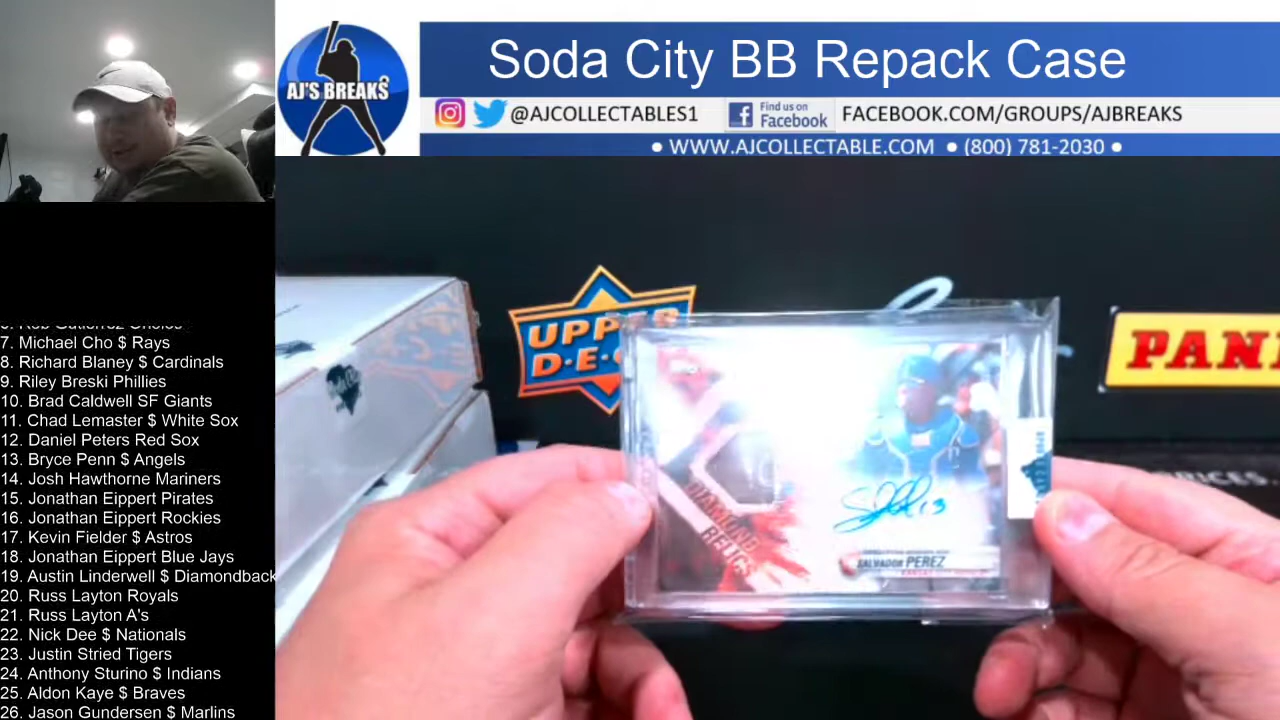 Soda City BB Repack Case
AJ'S BREAKS
@AJCOLLECTABLES1
Find us on
Facebook
FACEBOOK.COM/GROUPS/AJBREAKS
• WWW.AJCOLLECTABLE.COM • (800) 781-2030 •
7. Michael Cho $ Rays
8. Richard Blaney $ Cardinals
9. Riley Breski Phillies
10. Brad Caldwell SF Giants
11. Chad Lemaster $ White Sox
12. Daniel Peters Red Sox
13. Bryce Penn $ Angels
14. Josh Hawthorne Mariners
15. Jonathan Eippert Pirates
16. Jonathan Eippert Rockies
17. Kevin Fielder $ Astros
18. Jonathan Eippert Blue Jays
19. Austin Linderwell $ Diamondback
20. Russ Layton Royals
21. Russ Layton A's
22. Nick Dee $ Nationals
23. Justin Stried Tigers
24. Anthony Sturino $ Indians
25. Aldon Kaye $ Braves
26. Jason Gundersen $ Marlins
UPPER
D·E·C
PANI
DIAMOND
RELICS
SALVADOR PEREZ
RICES.